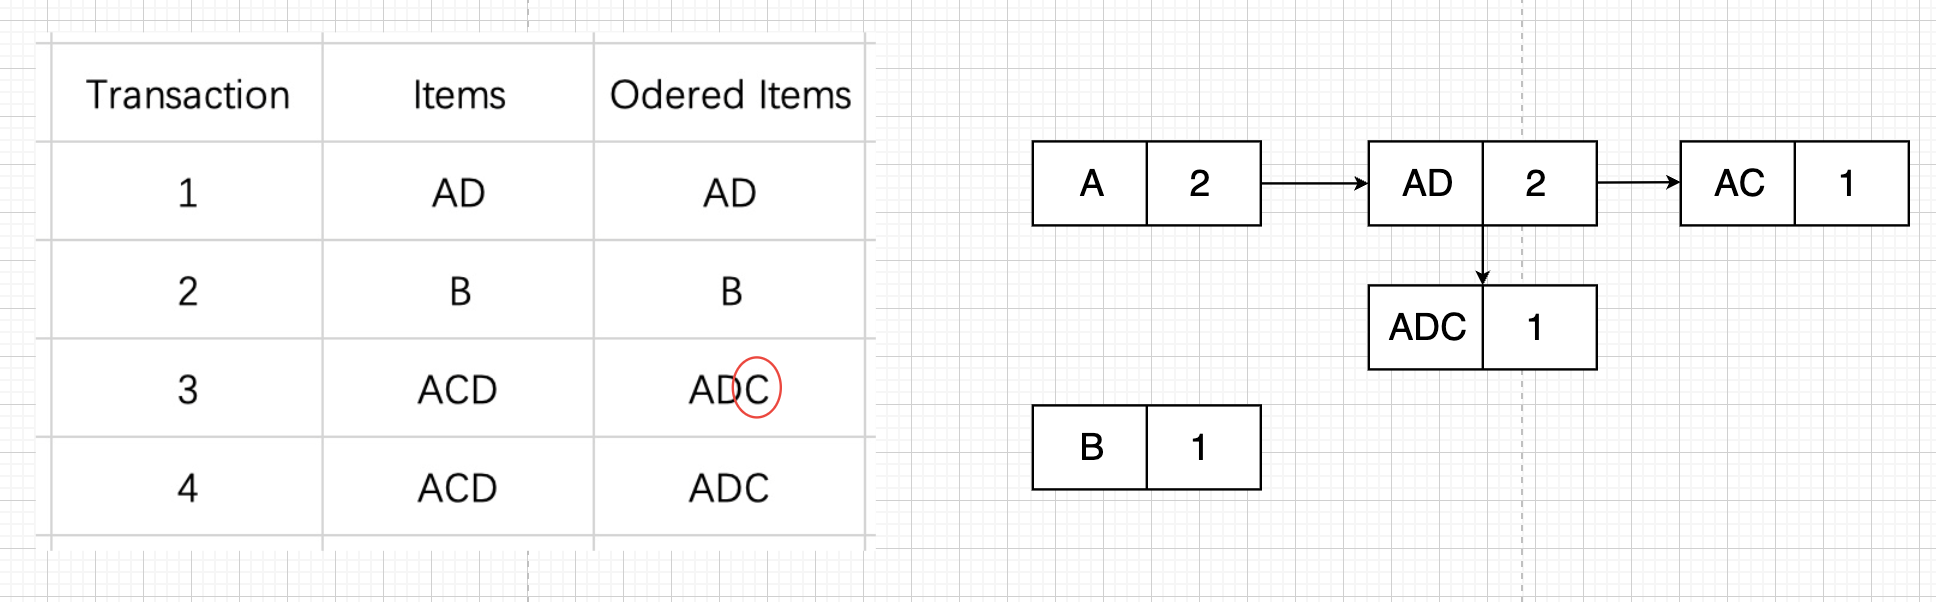 Transaction Items Odered Items
1 AD AD
2 B B
3 ACD ADC
4 ACD ADC
A 2 AD 2 AC 1
ADC 1
B 1